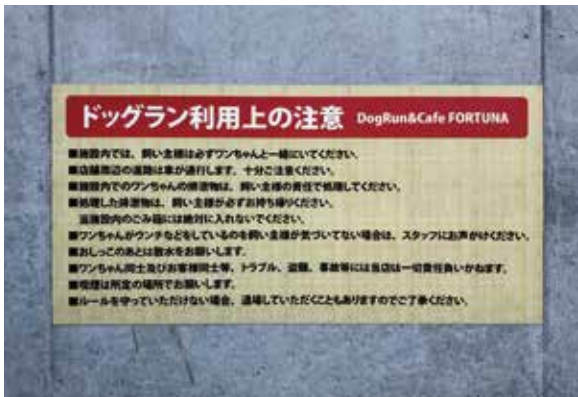 ドッグラン利用上の注意 DogRun&Cafe FORTUNA
■施設内では、飼い主様は必ずワンちゃんと一緒にいてください。
■店舗周辺の道路は車が通行します。十分ご注意ください。
■施設内でのワンちゃんの排泄物は、飼い主様の責任で処理してください。
■処理した排泄物は、飼い主様が必ずお持ち帰りください。
当施設内のごみ箱には絶対に入れないでください。
■ワンちゃんがウンチなどをしているのを飼い主様が気づいてない場合は、スタッフにお声がけください。
■おしっこのあとは散水をお願いします。
■ワンちゃん同士及びお客様同士等、トラブル、盗難、事故等には当店は一切責任負いかねます。
■喫煙は所定の場所でお願いします。
■ルールを守っていただけない場合、退場していただくこともありますのでご了承ください。